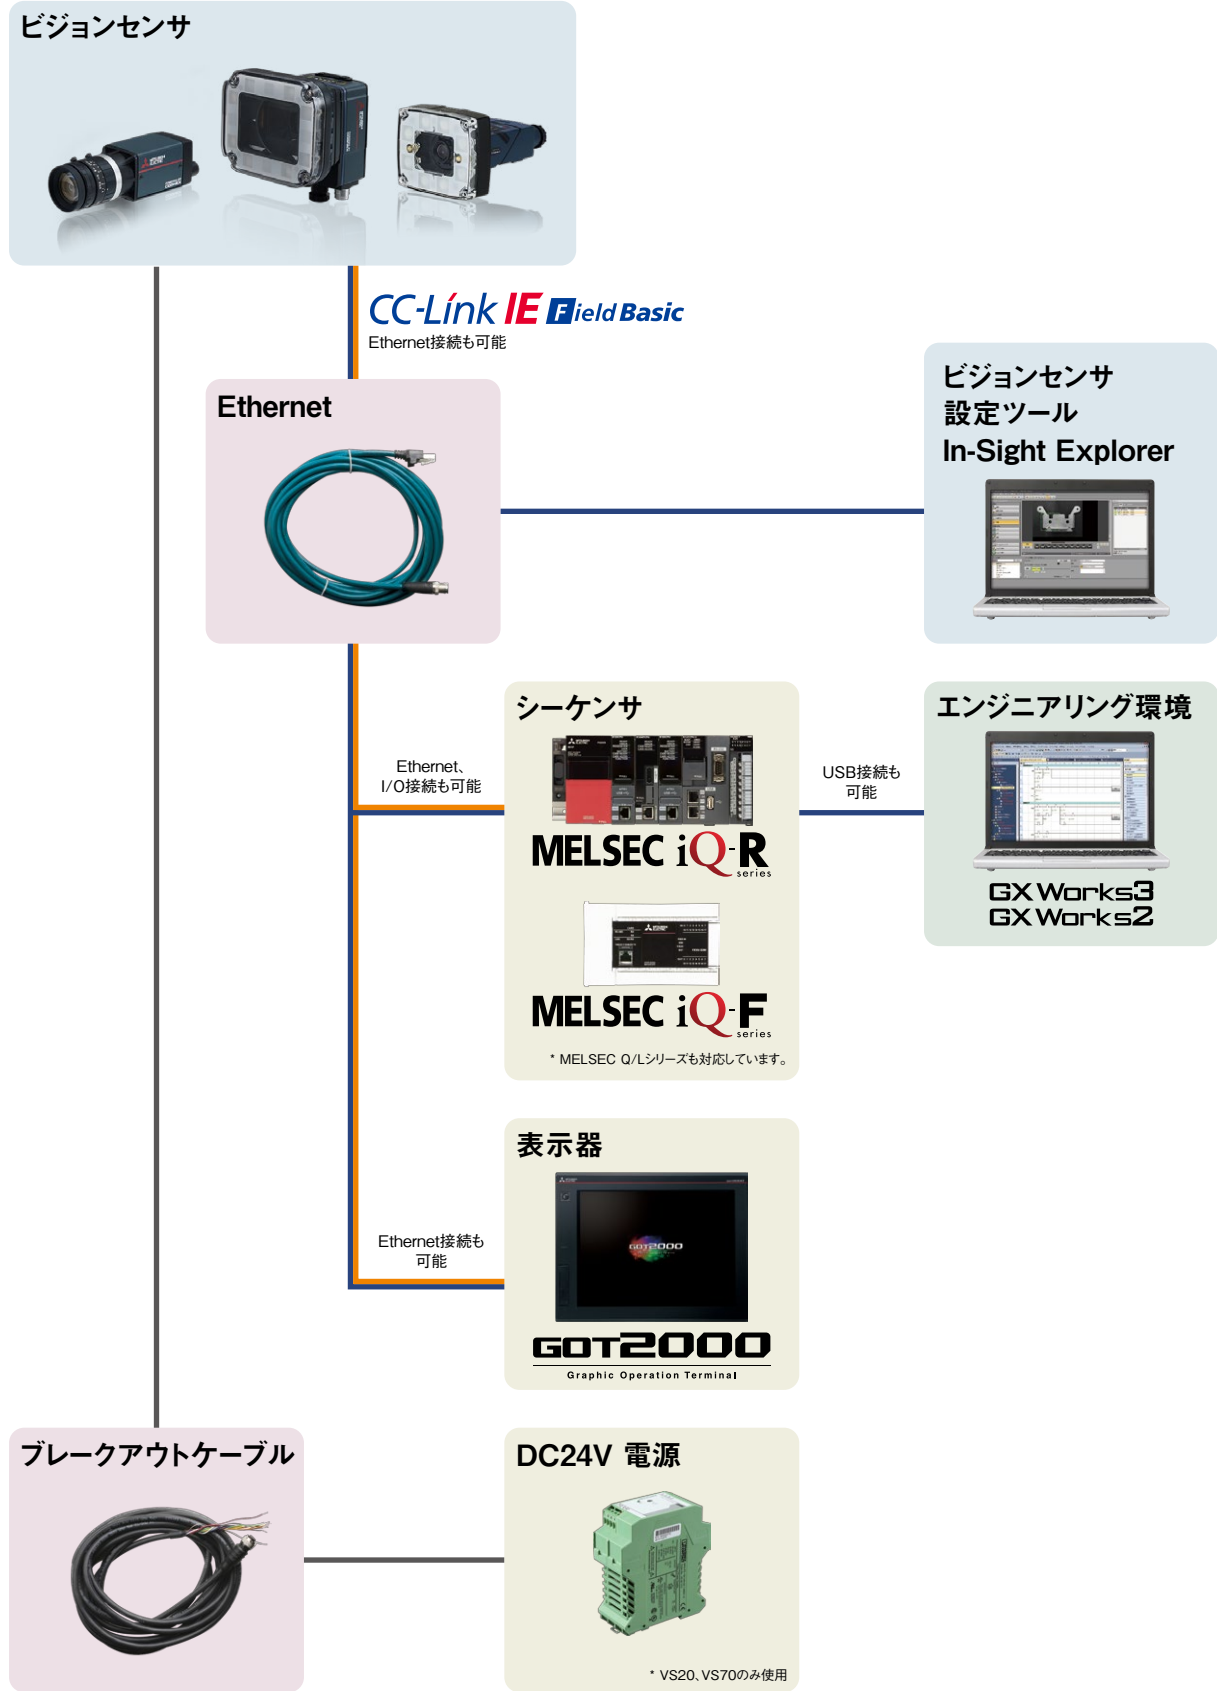 ビジョンセンサ
CC-Link IE Field Basic
Ethernet接続も可能
Ethernet
ビジョンセンサ
設定ツール
In-Sight Explorer
シーケンサ
Ethernet、
I/O接続も可能
MELSEC iQ-R
series
MELSEC iQ-F
series
* MELSEC Q/Lシリーズも対応しています。
USB接続も
可能
エンジニアリング環境
GX Works3
GX Works2
表示器
Ethernet接続も
可能
GOT2000
GOT2000
Graphic Operation Terminal
ブレークアウトケーブル
DC24V 電源
* VS20、VS70のみ使用